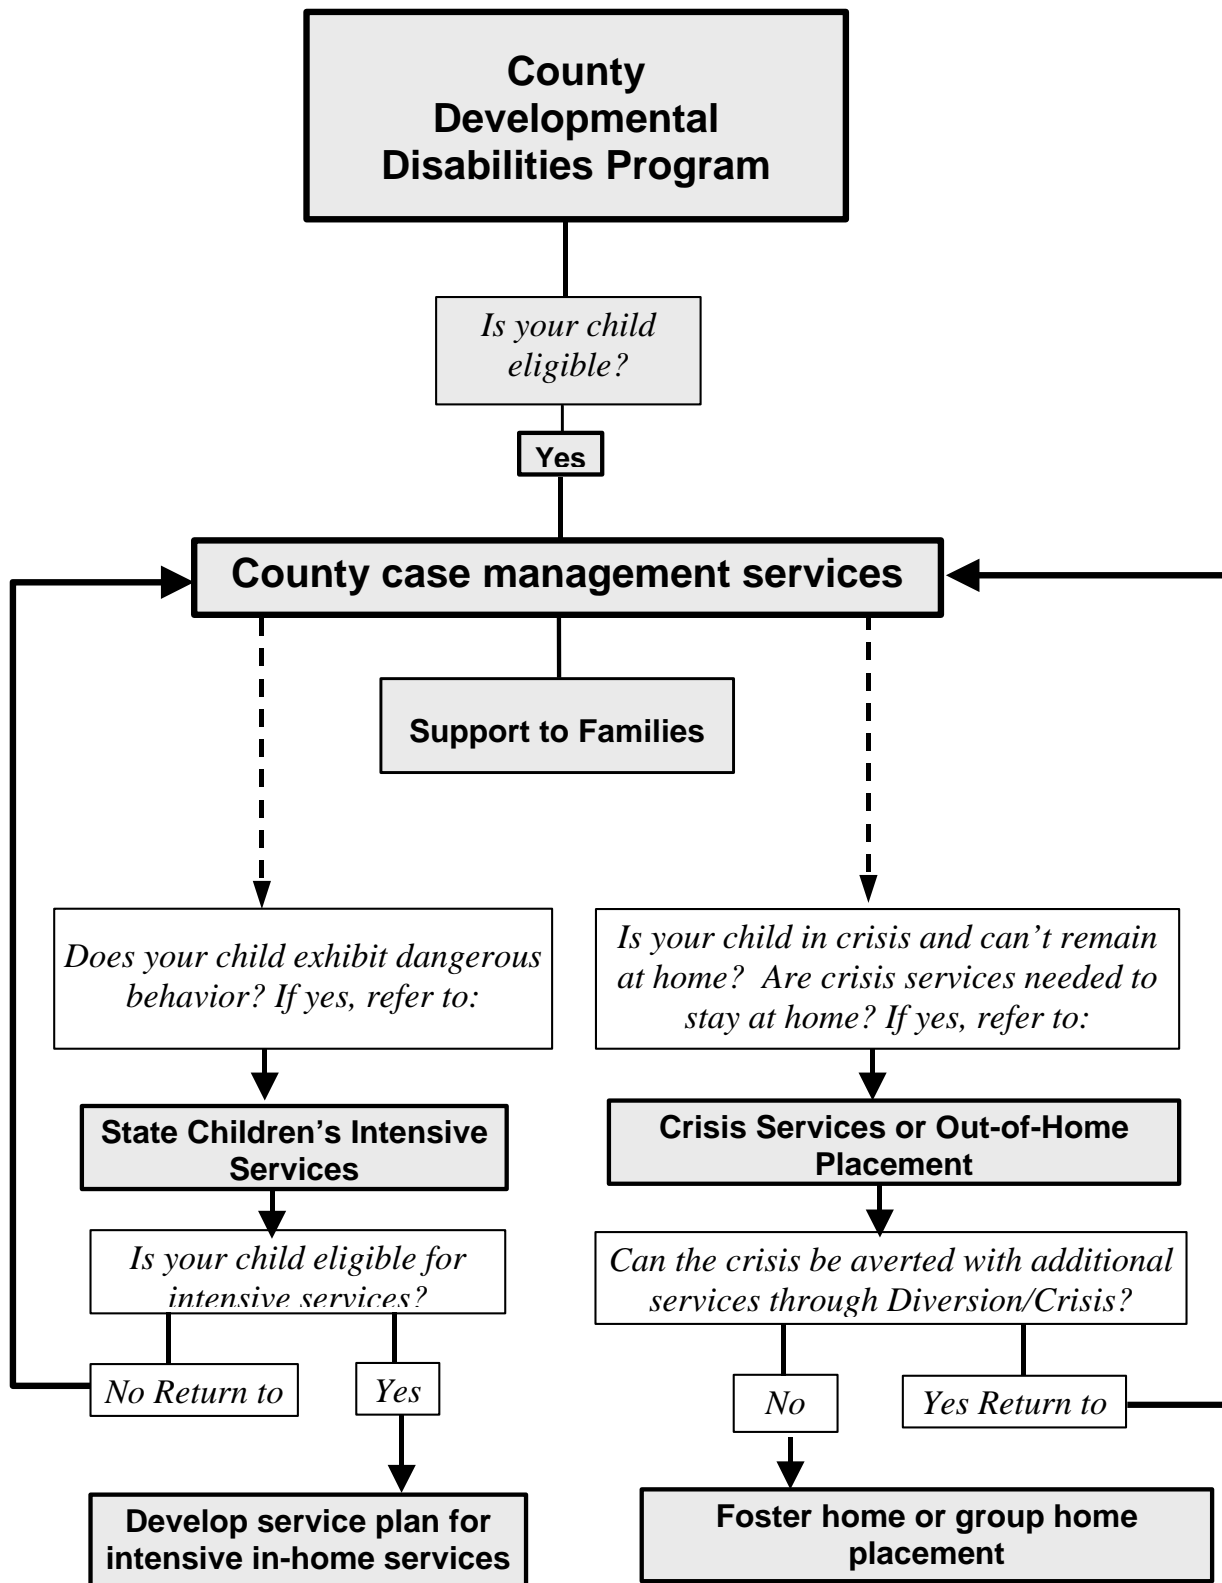 County
Developmental
Disabilities Program
Is your child
eligible?
Yes
County case management services
Support to Families
Does your child exhibit dangerous
behavior? If yes, refer to:
Is your child in crisis and can’t remain
at home?  Are crisis services needed to
stay at home? If yes, refer to:
State Children’s Intensive
Services
Crisis Services or Out-of-Home
Placement
Is your child eligible for
intensive services?
Can the crisis be averted with additional
services through Diversion/Crisis?
No Return to
Yes
No
Yes Return to
Develop service plan for
intensive in-home services
Foster home or group home
placement